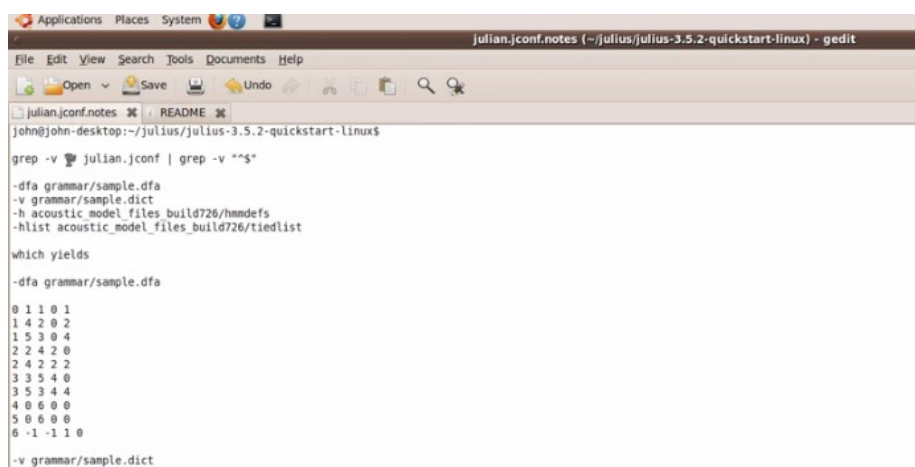 Applications Places System
julian.jconf.notes (~/julius/julius-3.5.2-quickstart-linux) - gedit
File Edit View Search Tools Documents Help
Open Save Undo
julian.jconf.notes README
john@john-desktop:~/julius/julius-3.5.2-quickstart-linux$
grep -v julian.jconf | grep -v "^$"
-dfa grammar/sample.dfa
-v grammar/sample.dict
-h acoustic_model_files_build726/hmmdefs
-hlist acoustic_model_files_build726/tiedlist
which yields
-dfa grammar/sample.dfa
0 1 1 0 1
1 4 2 0 2
1 5 3 0 4
2 2 4 2 0
2 4 2 2 2
3 3 5 4 0
3 5 3 4 4
4 0 6 0 0
5 0 6 0 0
6 -1 -1 1 0
-v grammar/sample.dict